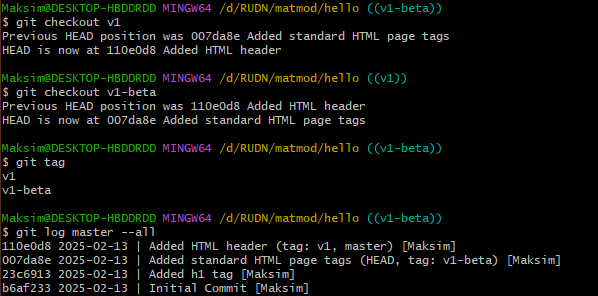 Maksim@DESKTOP-HBDDRDD MINGW64 /d/RUDN/matmod/hello ((v1-beta))
$ git checkout v1
Previous HEAD position was 007da8e Added standard HTML page tags
HEAD is now at 110e0d8 Added HTML header
Maksim@DESKTOP-HBDDRDD MINGW64 /d/RUDN/matmod/hello ((v1))
$ git checkout v1-beta
Previous HEAD position was 110e0d8 Added HTML header
HEAD is now at 007da8e Added standard HTML page tags
Maksim@DESKTOP-HBDDRDD MINGW64 /d/RUDN/matmod/hello ((v1-beta))
$ git tag
v1
v1-beta
Maksim@DESKTOP-HBDDRDD MINGW64 /d/RUDN/matmod/hello ((v1-beta))
$ git log master --all
110e0d8 2025-02-13 | Added HTML header (tag: v1, master) [Maksim]
007da8e 2025-02-13 | Added standard HTML page tags (HEAD, tag: v1-beta) [Maksim]
23c6913 2025-02-13 | Added h1 tag [Maksim]
b6af233 2025-02-13 | Initial Commit [Maksim]